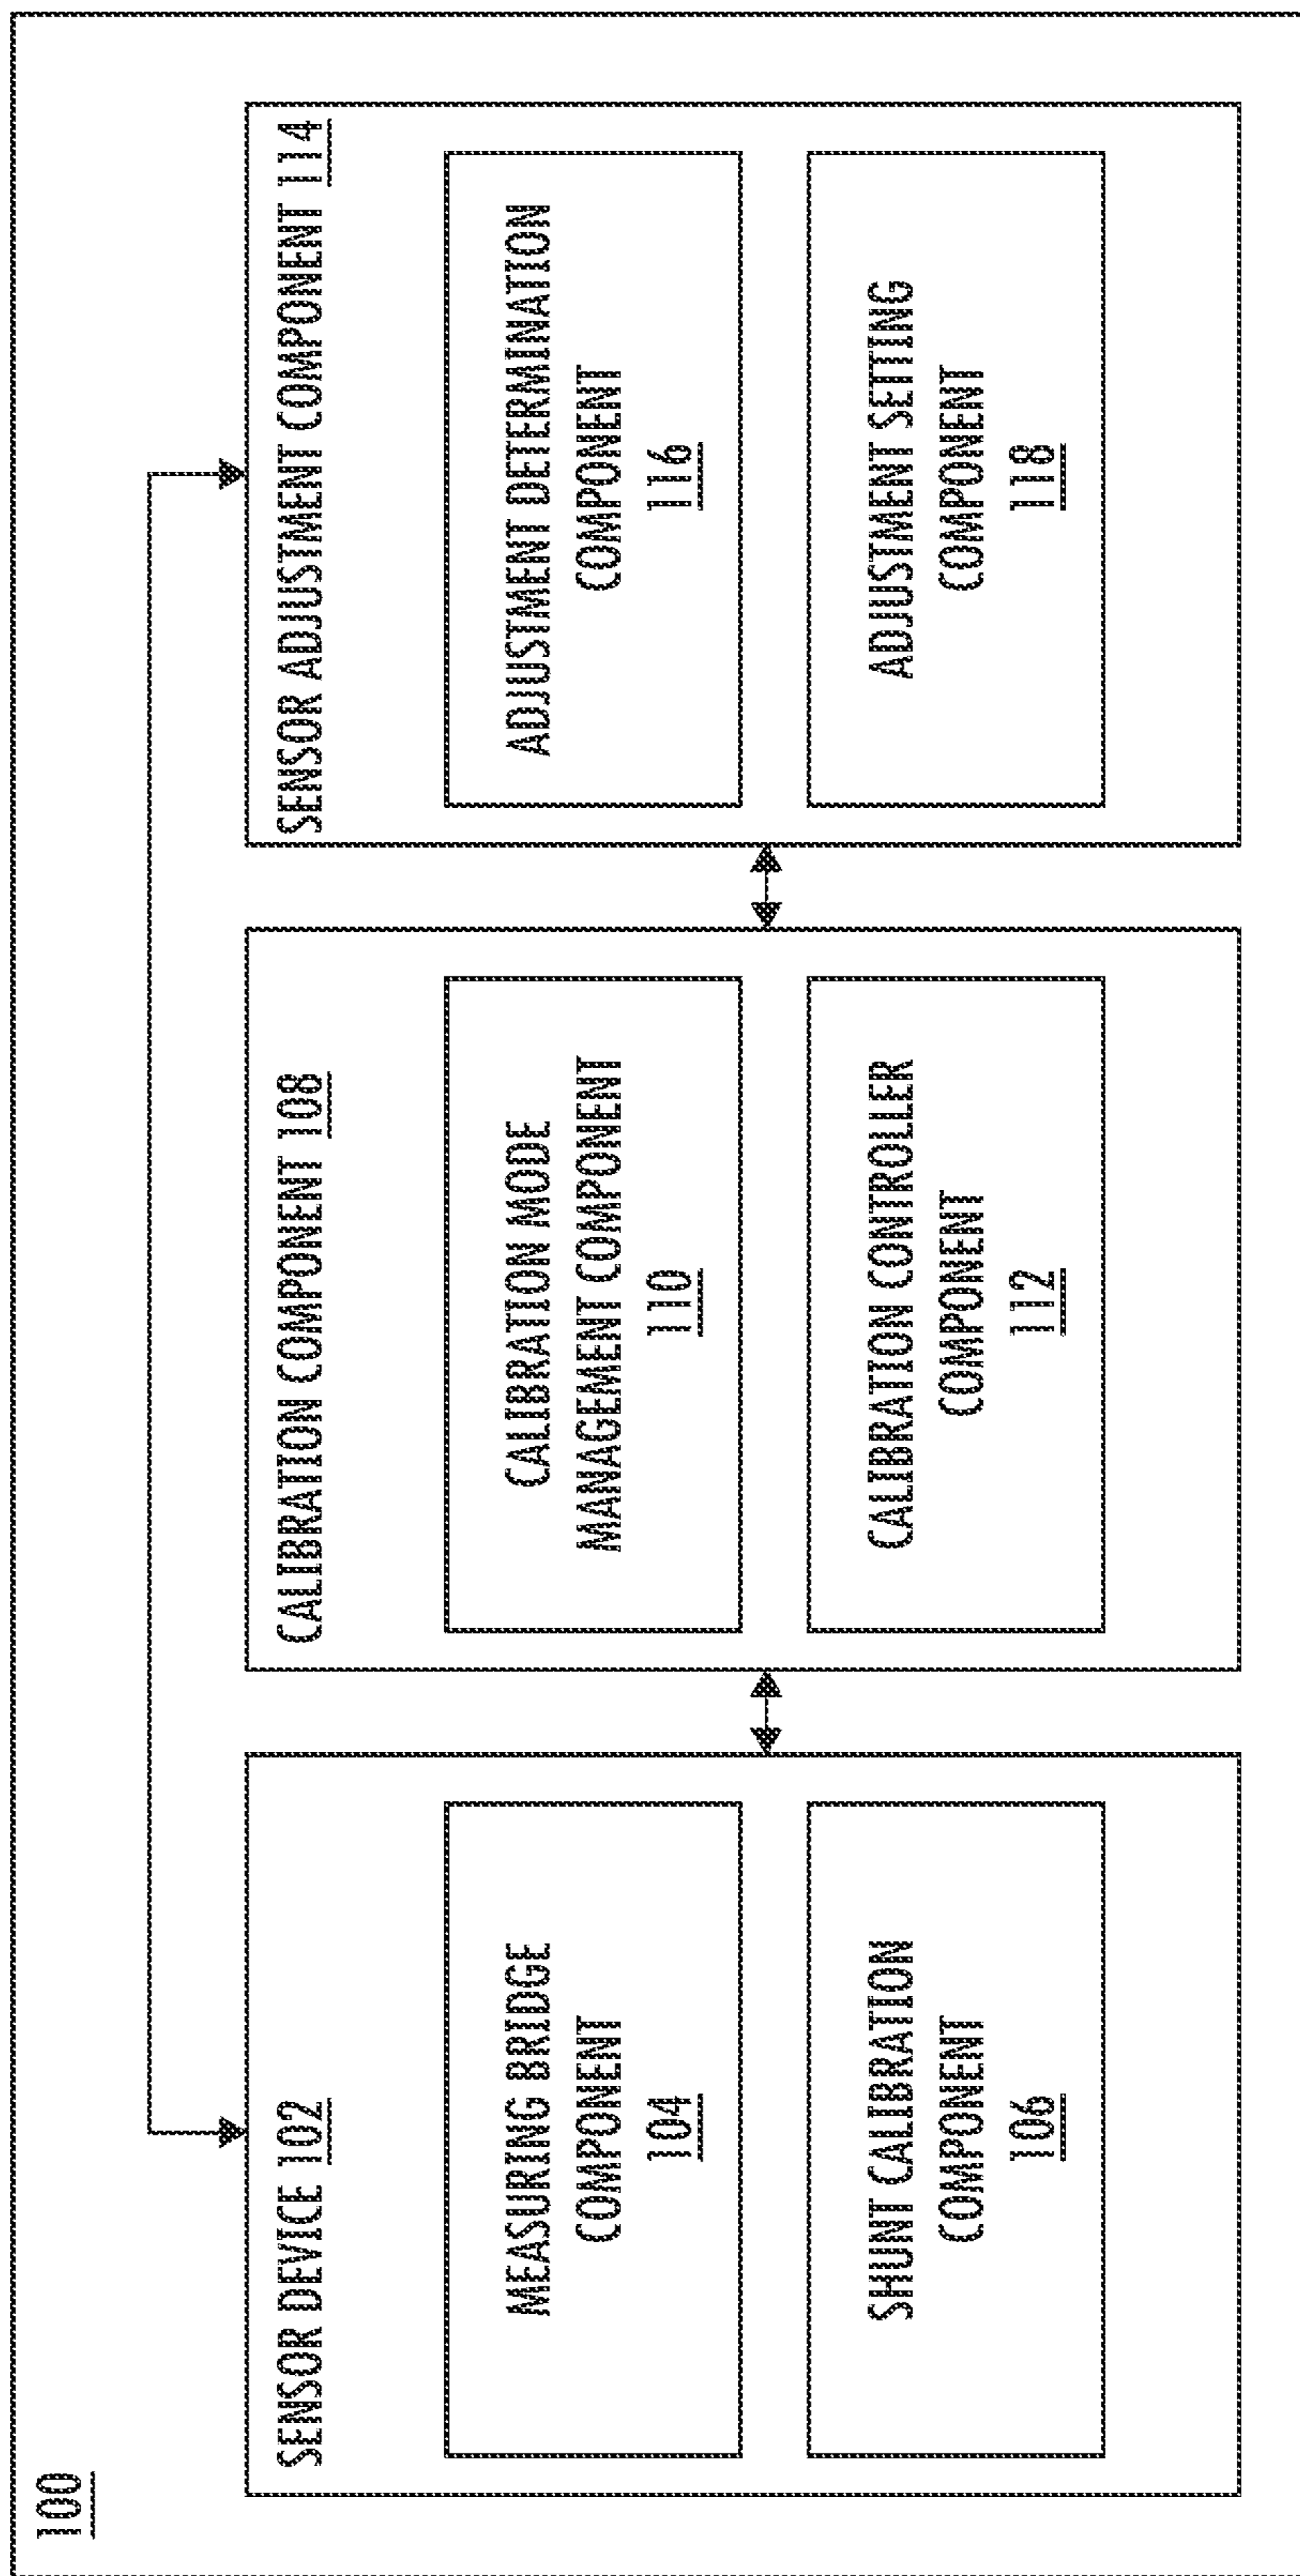 100
SENSOR DEVICE 102
MEASURING BRIDGE
COMPONENT
104
SHUNT CALIBRATION
COMPONENT
106
CALIBRATION COMPONENT 108
CALIBRATION MODE
MANAGEMENT COMPONENT
110
CALIBRATION CONTROLLER
COMPONENT
112
SENSOR ADJUSTMENT COMPONENT 114
ADJUSTMENT DETERMINATION
COMPONENT
116
ADJUSTMENT SETTING
COMPONENT
118